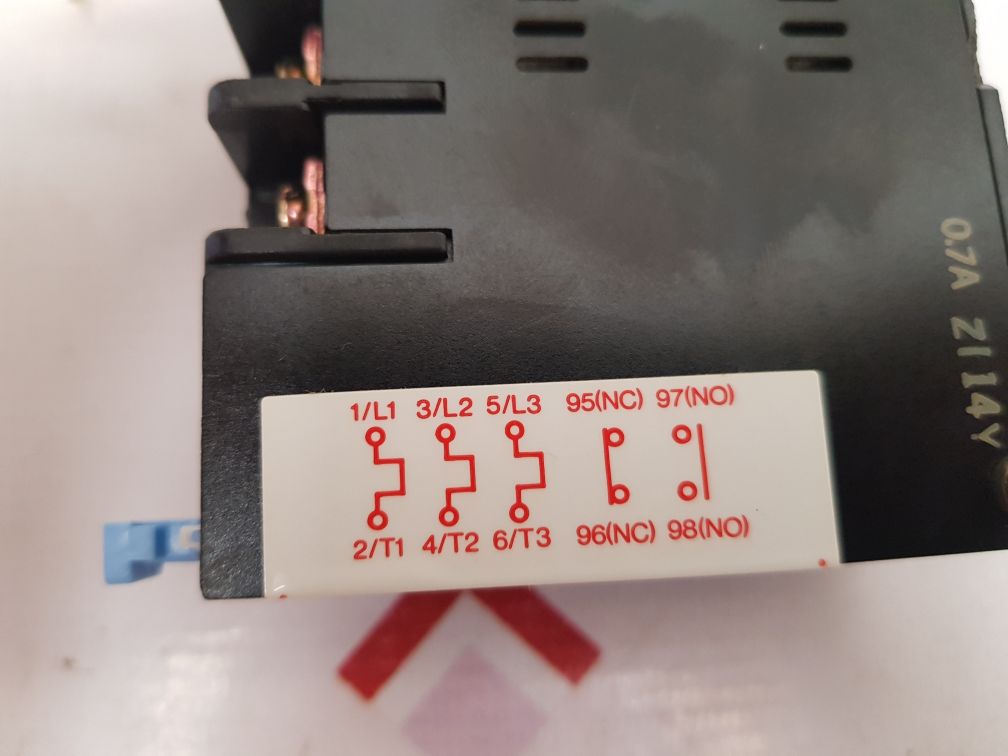 1/L1 3/L2 5/L3 95(NC) 97(NO)
2/T1 4/T2 6/T3 96(NC) 98(NO)
0.7A Z114Y